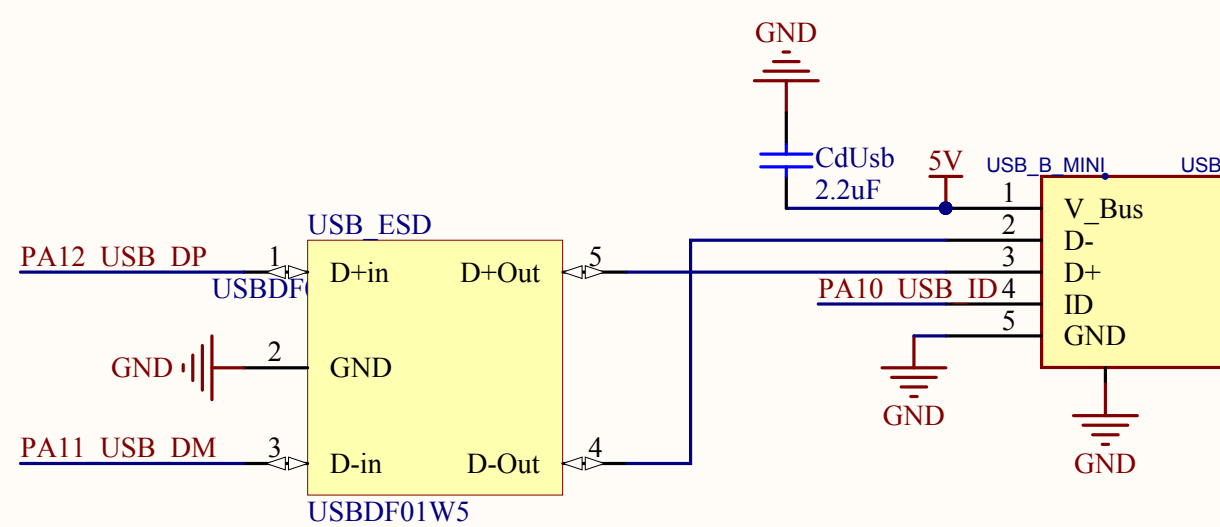 GND
CdUsb
2.2uF
5V
USB_B_MINI
USB
1
V_Bus
2
D-
3
D+
PA10_USB_ID
4
ID
5
GND
GND
GND
USB_ESD
PA12_USB_DP
1
D+in
D+Out
5
USBDF
GND
2
GND
PA11_USB_DM
3
D-in
D-Out
4
USBDF01W5